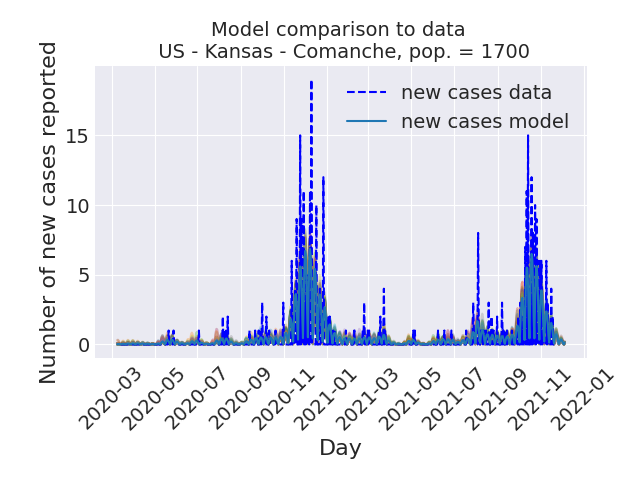 Model comparison to data
US - Kansas - Comanche, pop. = 1700
Number of new cases reported
new cases data
new cases model
15
10
5
0
2020-03
2020-05
2020-07
2020-09
2020-11
2021-01
2021-03
2021-05
2021-07
2021-09
2021-11
2022-01
Day